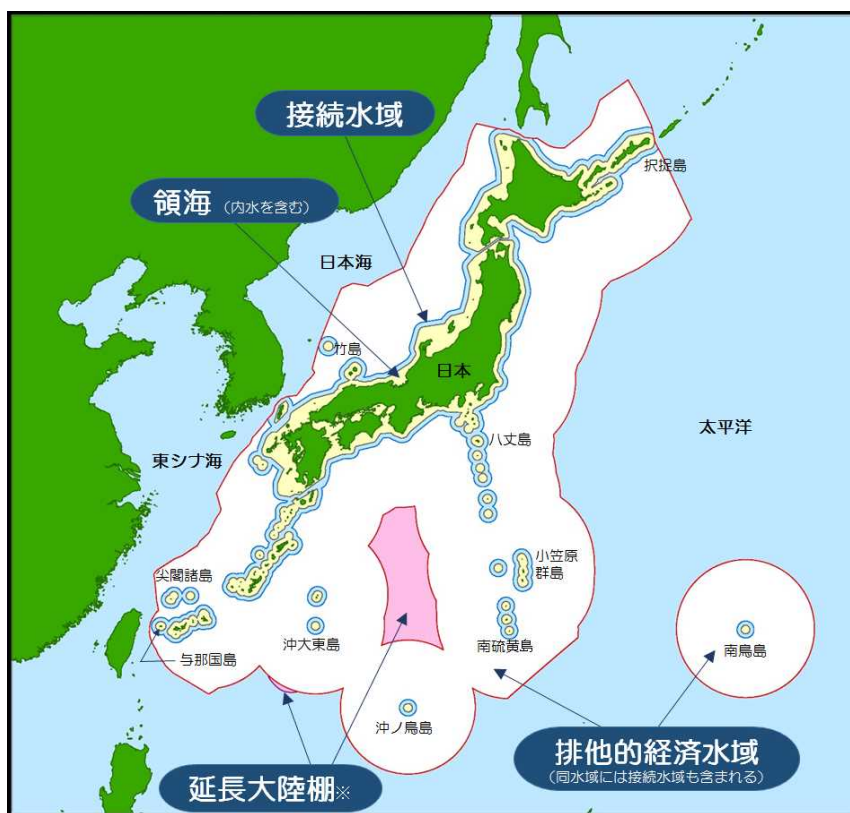 接続水域
択捉島
領海 (内水を含む)
日本海
竹島
日本
太平洋
八丈島
東シナ海
小笠原
群島
尖閣諸島
沖大東島
南硫黄島
南鳥島
与那国島
沖ノ鳥島
排他的経済水域
(同水域には接続水域も含まれる)
延長大陸棚※